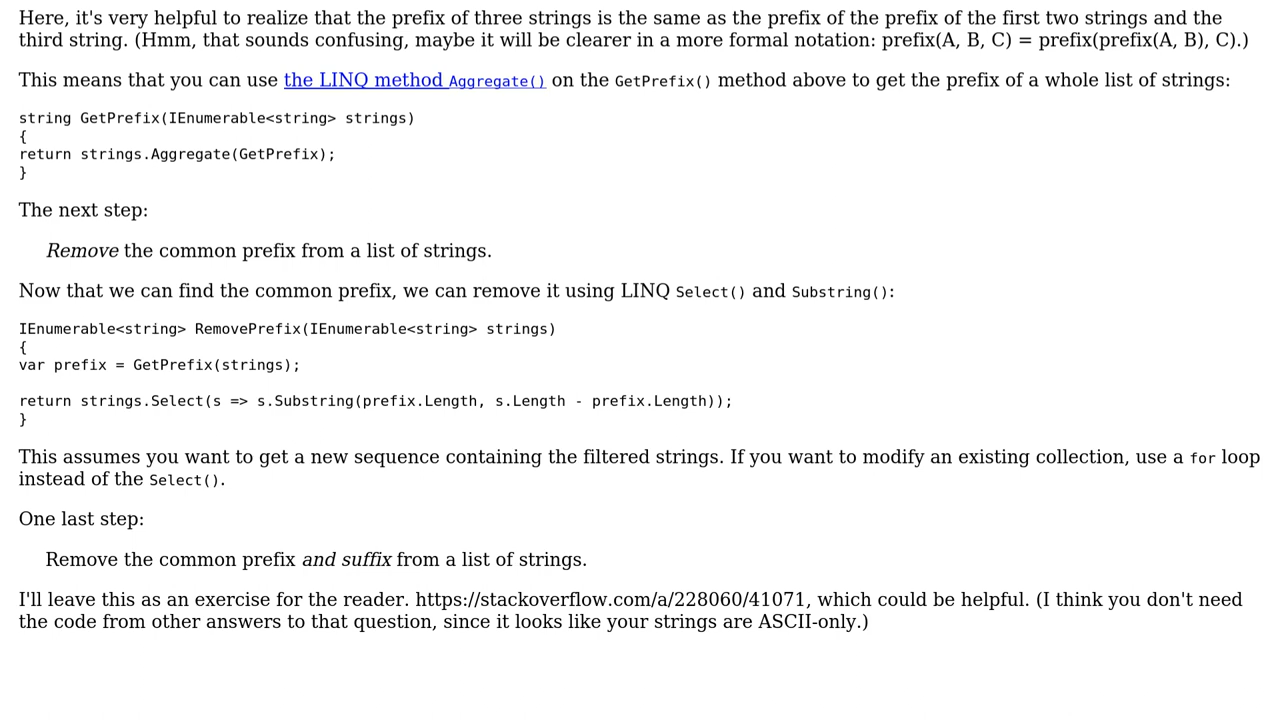 Here, it's very helpful to realize that the prefix of three strings is the same as the prefix of the prefix of the first two strings and the
third string. (Hmm, that sounds confusing, maybe it will be clearer in a more formal notation: prefix(A, B, C) = prefix(prefix(A, B), C).)
This means that you can use the LINQ method Aggregate() on the GetPrefix() method above to get the prefix of a whole list of strings:
string GetPrefix(IEnumerable<string> strings)
{
return strings.Aggregate(GetPrefix);
}
The next step:
Remove the common prefix from a list of strings.
Now that we can find the common prefix, we can remove it using LINQ Select() and Substring():
IEnumerable<string> RemovePrefix(IEnumerable<string> strings)
{
var prefix = GetPrefix(strings);
return strings.Select(s => s.Substring(prefix.Length, s.Length - prefix.Length));
}
This assumes you want to get a new sequence containing the filtered strings. If you want to modify an existing collection, use a for loop
instead of the Select().
One last step:
Remove the common prefix and suffix from a list of strings.
I'll leave this as an exercise for the reader. https://stackoverflow.com/a/228060/41071, which could be helpful. (I think you don't need
the code from other answers to that question, since it looks like your strings are ASCII-only.)